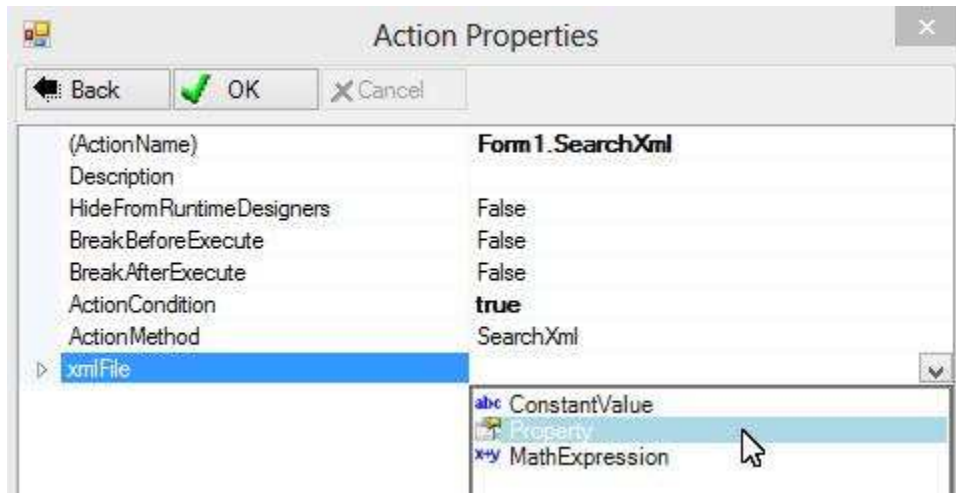 Action Properties
Back OK Cancel
(ActionName) Form1.SearchXml
Description
HideFromRuntimeDesigners False
BreakBeforeExecute False
BreakAfterExecute False
ActionCondition true
ActionMethod SearchXml
xmlFile
abc ConstantValue
Property
x+y MathExpression